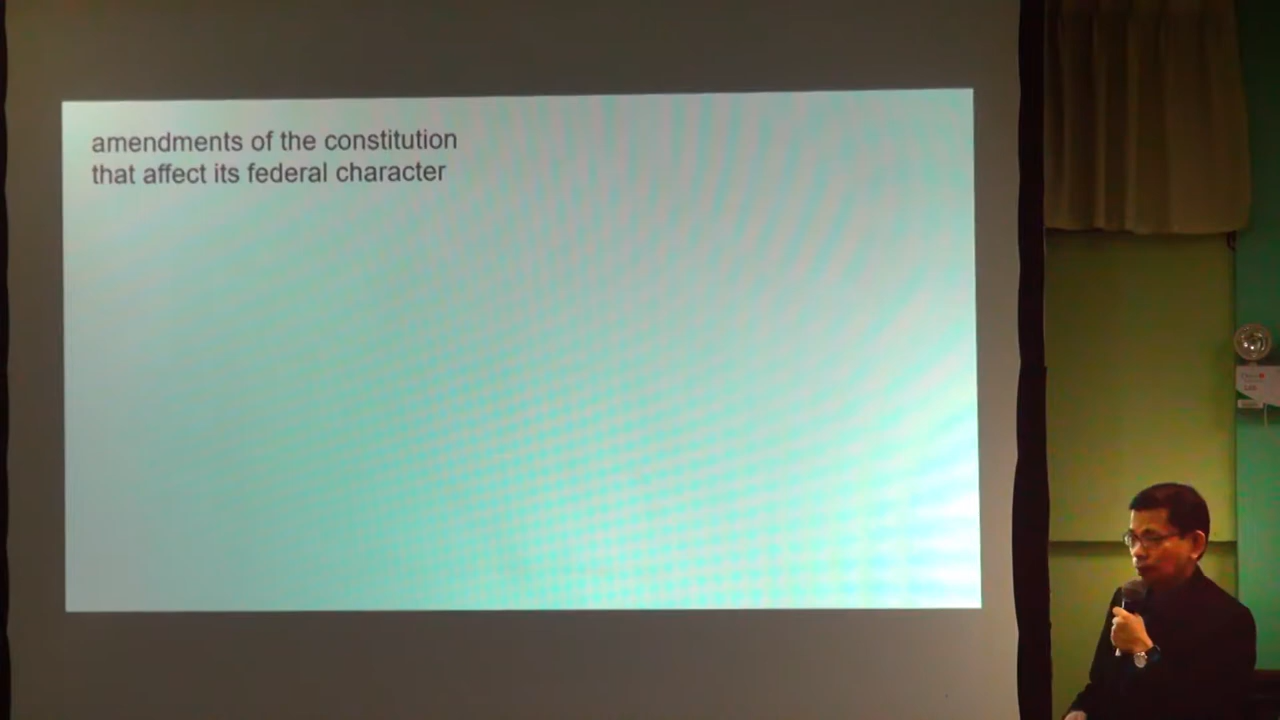 amendments of the constitution
that affect its federal character